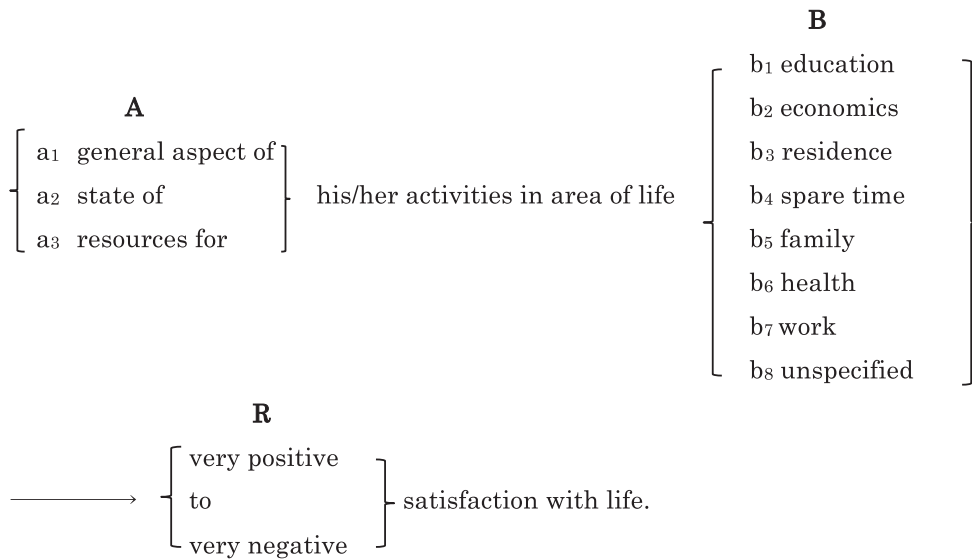 B
b1 education
A
b2 economics
a1 general aspect of
b3 residence
a2 state of
his/her activities in area of life
b4 spare time
a3 resources for
b5 family
b6 health
b7 work
b8 unspecified
R
very positive
to
satisfaction with life.
very negative